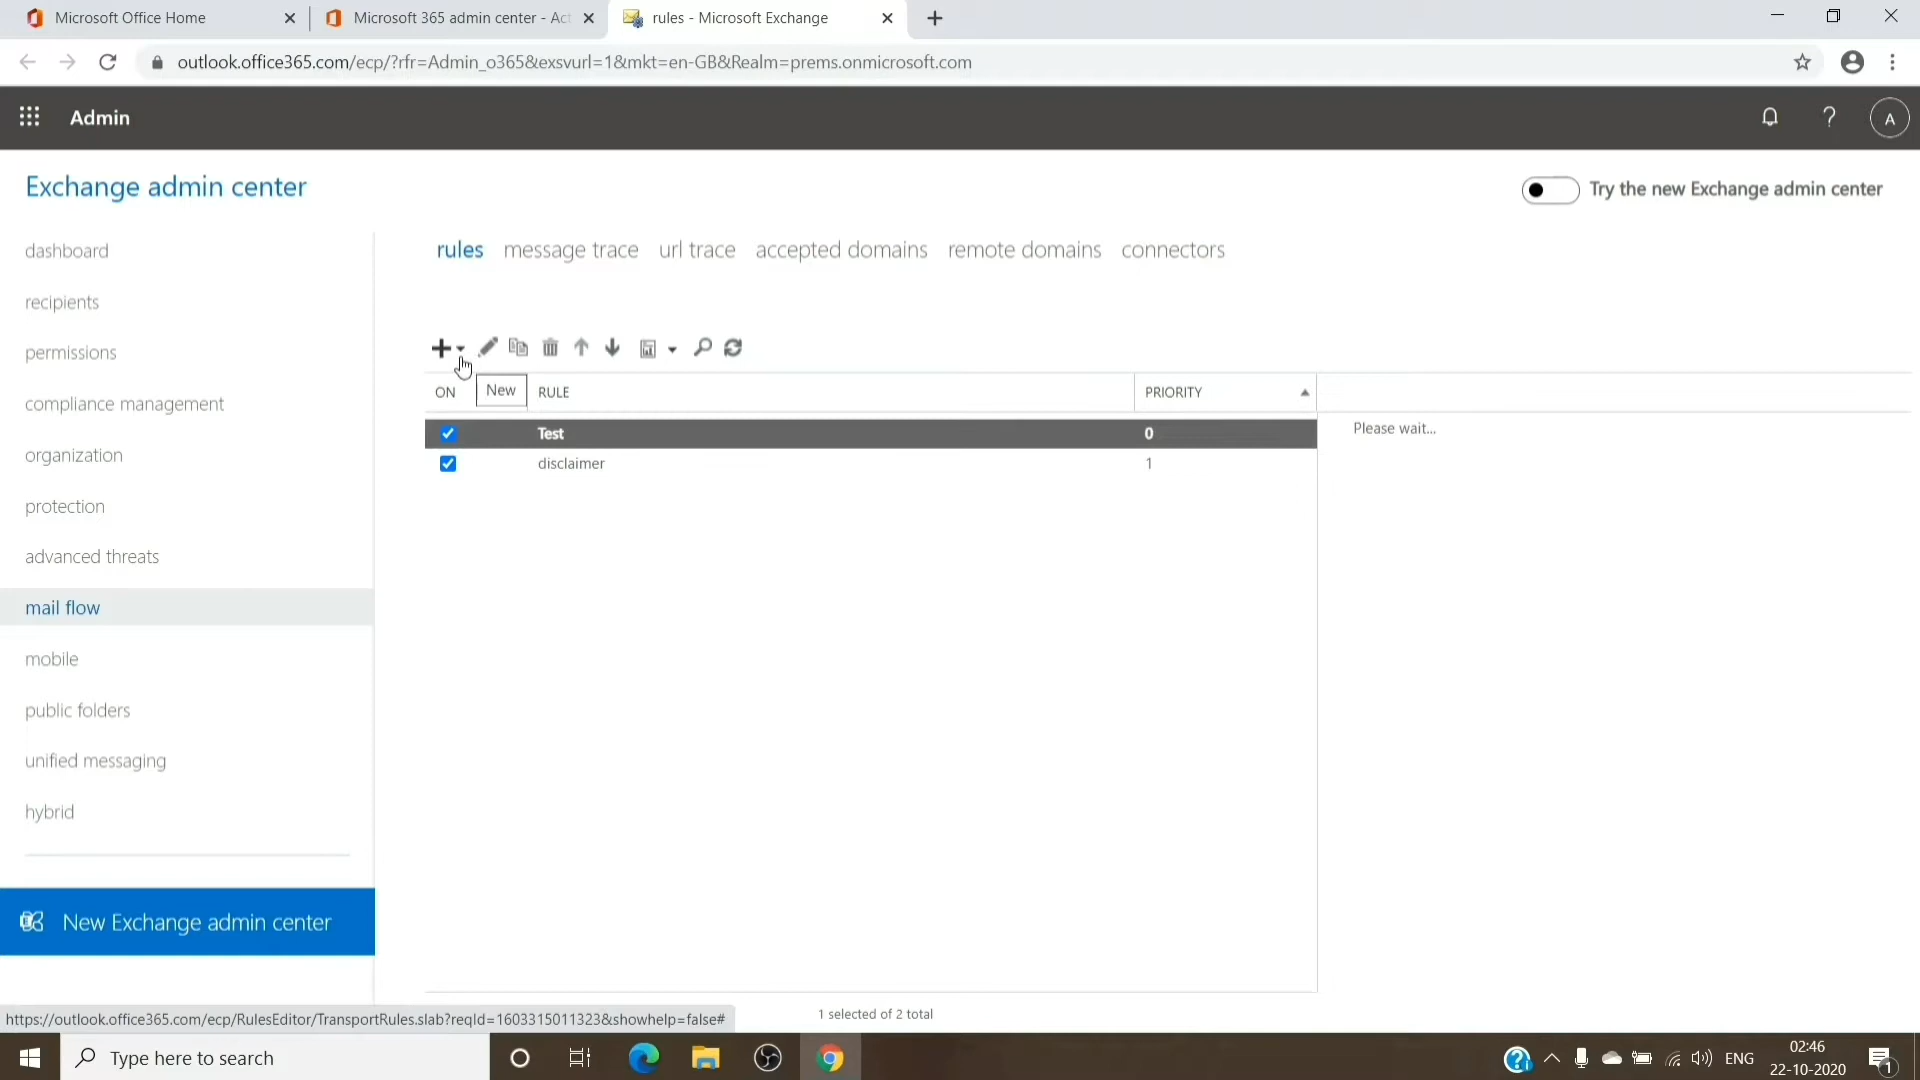 Microsoft Office Home
Microsoft 365 admin center - Act
rules - Microsoft Exchange
outlook.office365.com/ecp/?rfr=Admin_o365&exsvurl=1&mkt=en-GB&Realm=prems.onmicrosoft.com
Admin
A
Exchange admin center
Try the new Exchange admin center
dashboard
recipients
permissions
compliance management
organization
protection
advanced threats
mail flow
mobile
public folders
unified messaging
hybrid
New Exchange admin center
rules message trace url trace accepted domains remote domains connectors
ON New RULE PRIORITY
Test 0
disclaimer 1
Please wait...
1 selected of 2 total
https://outlook.office365.com/ecp/RulesEditor/TransportRules.slab?reqId=1603315011323&showhelp=false#
Type here to search
ENG
02:46
22-10-2020
1